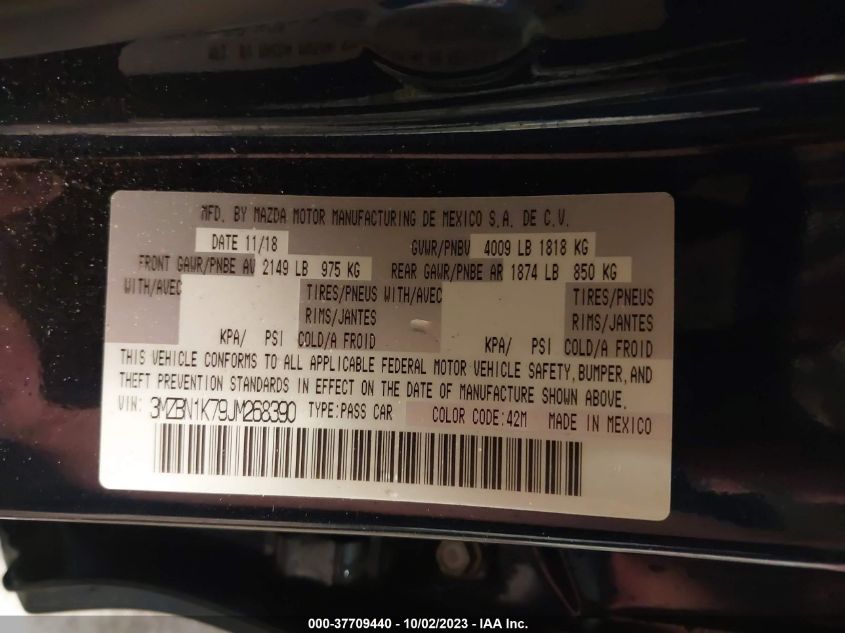 MFD. BY MAZDA MOTOR MANUFACTURING DE MEXICO S.A. DE C.V.
DATE 11/18 GVWR/PNBV 4009 LB 1818 KG
FRONT GAWR/PNBE AV 2149 LB 975 KG REAR GAWR/PNBE AR 1874 LB 850 KG
WITH/AVEC TIRES/PNEUS WITH/AVEC TIRES/PNEUS
RIMS/JANTES RIMS/JANTES
KPA/ PSI COLD/A FROID KPA/ PSI COLD/A FROID
THIS VEHICLE CONFORMS TO ALL APPLICABLE FEDERAL MOTOR VEHICLE SAFETY, BUMPER, AND
THEFT PREVENTION STANDARDS IN EFFECT ON THE DATE OF MANUFACTURE SHOWN ABOVE.
VIN: 3MZBN1K79JM268390 TYPE:PASS CAR COLOR CODE:42M MADE IN MEXICO
000-37709440 - 10/02/2023 - IAA Inc.